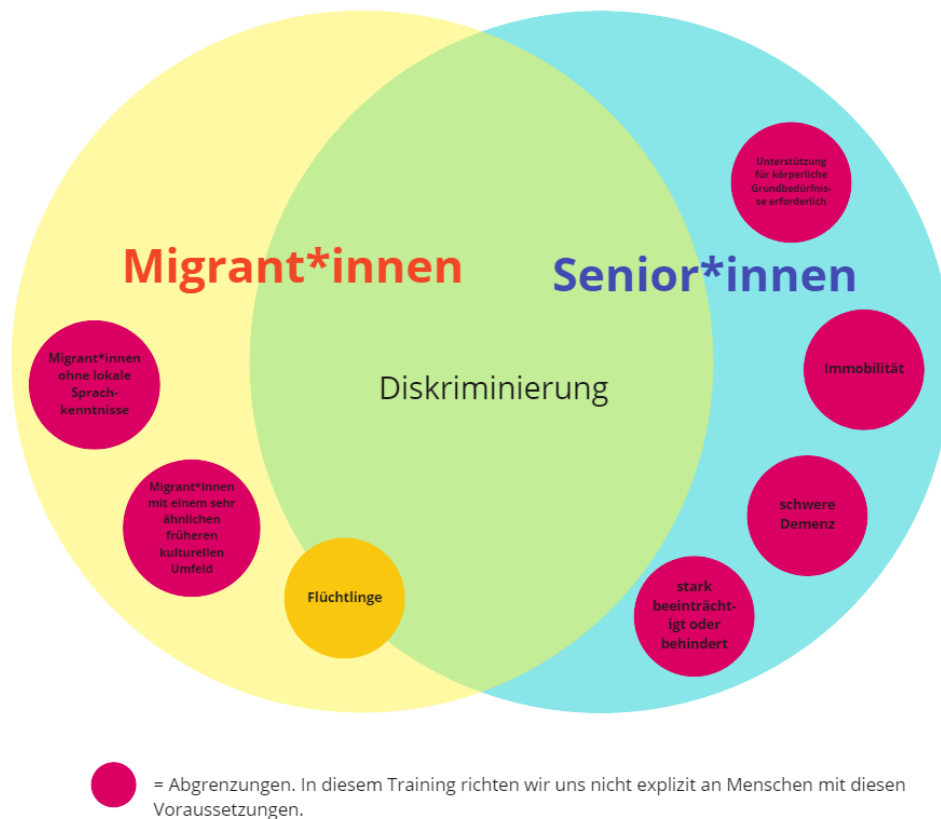 Unterstützung
für körperliche
Grundbedürfnis-
se erforderlich
Migrant*innen
Senior*innen
Migrant*innen
ohne lokale
Sprach-
kenntnisse
Immobilität
Diskriminierung
Migrant*innen
mit einem sehr
ähnlichen
früheren
kulturellen
Umfeld
schwere
Demenz
Flüchtlinge
stark
beeinträcht-
igt oder
behindert
= Abgrenzungen. In diesem Training richten wir uns nicht explizit an Menschen mit diesen
Voraussetzungen.